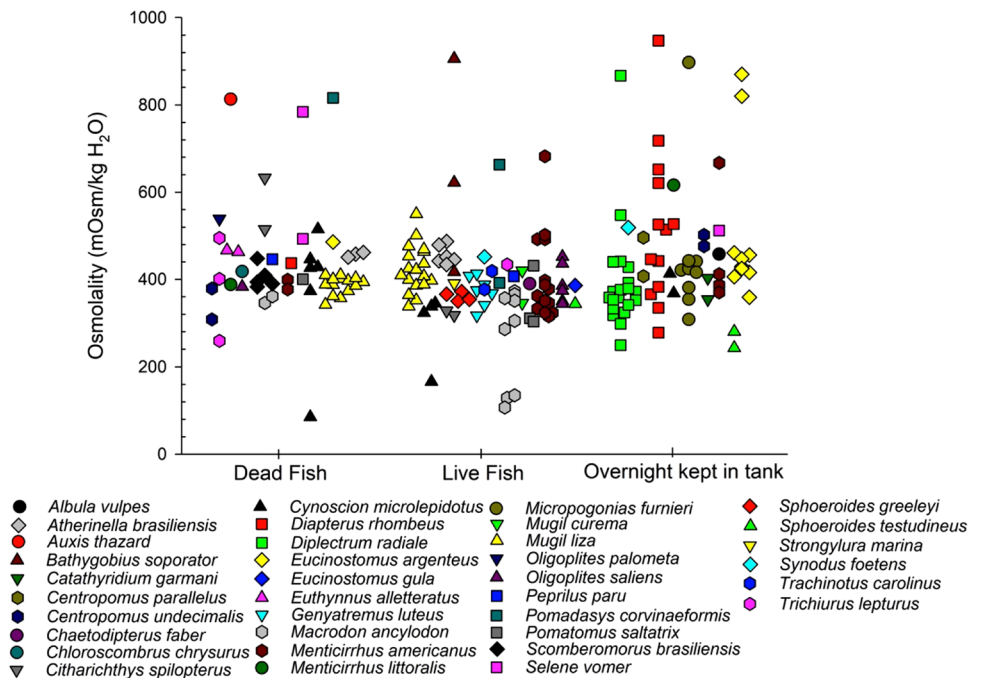 1000
800
600
400
200
0
Osmolality (mOsm/kg H2O)
Dead Fish
Live Fish
Overnight kept in tank
Albula vulpes
Atherinella brasiliensis
Auxis thazard
Bathygobius soporator
Catathyridium garmani
Centropomus parallelus
Centropomus undecimalis
Chaetodipterus faber
Chloroscombrus chrysurus
Citharichthys spilopterus
Cynoscion microlepidotus
Diapterus rhombeus
Diplectrum radiale
Eucinostomus argenteus
Eucinostomus gula
Euthynnus alletteratus
Genyatremus luteus
Macrodon ancylodon
Menticirrhus americanus
Menticirrhus littoralis
Micropogonias furnieri
Mugil curema
Mugil liza
Oligoplites palometa
Oligoplites saliens
Peprilus paru
Pomadasys corvinaeformis
Pomatomus saltatrix
Scomberomorus brasiliensis
Selene vomer
Sphoeroides greeleyi
Sphoeroides testudineus
Strongylura marina
Synodus foetens
Trachinotus carolinus
Trichiurus lepturus